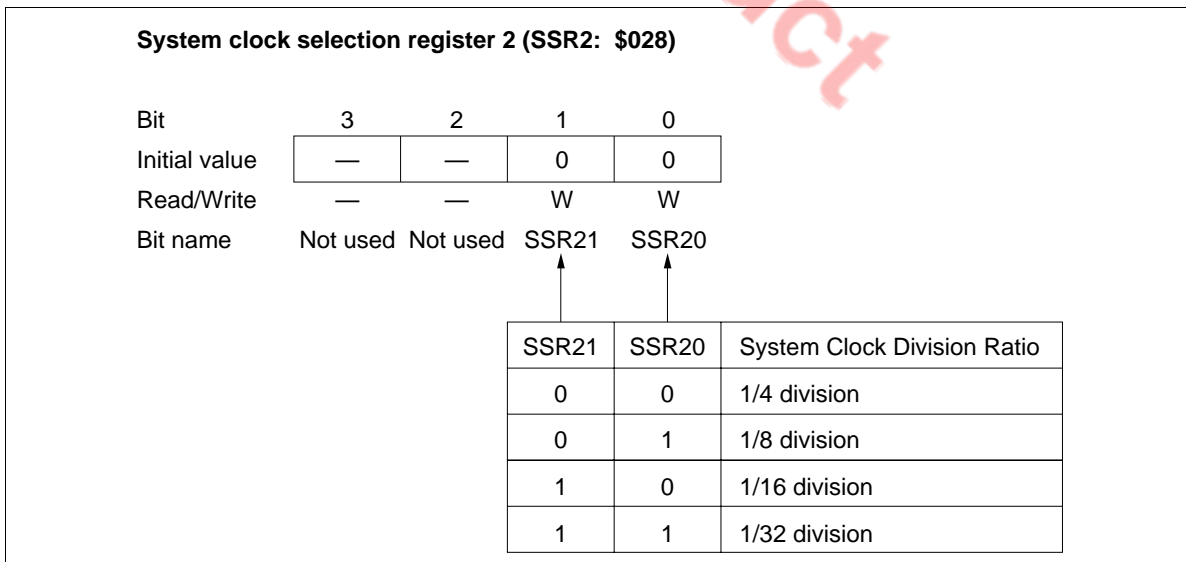 System clock selection register 2 (SSR2: $028)
Bit 3 2 1 0
Initial value — — 0 0
Read/Write — — W W
Bit name Not used Not used SSR21 SSR20
SSR21 SSR20 System Clock Division Ratio
0 0 1/4 division
0 1 1/8 division
1 0 1/16 division
1 1 1/32 division